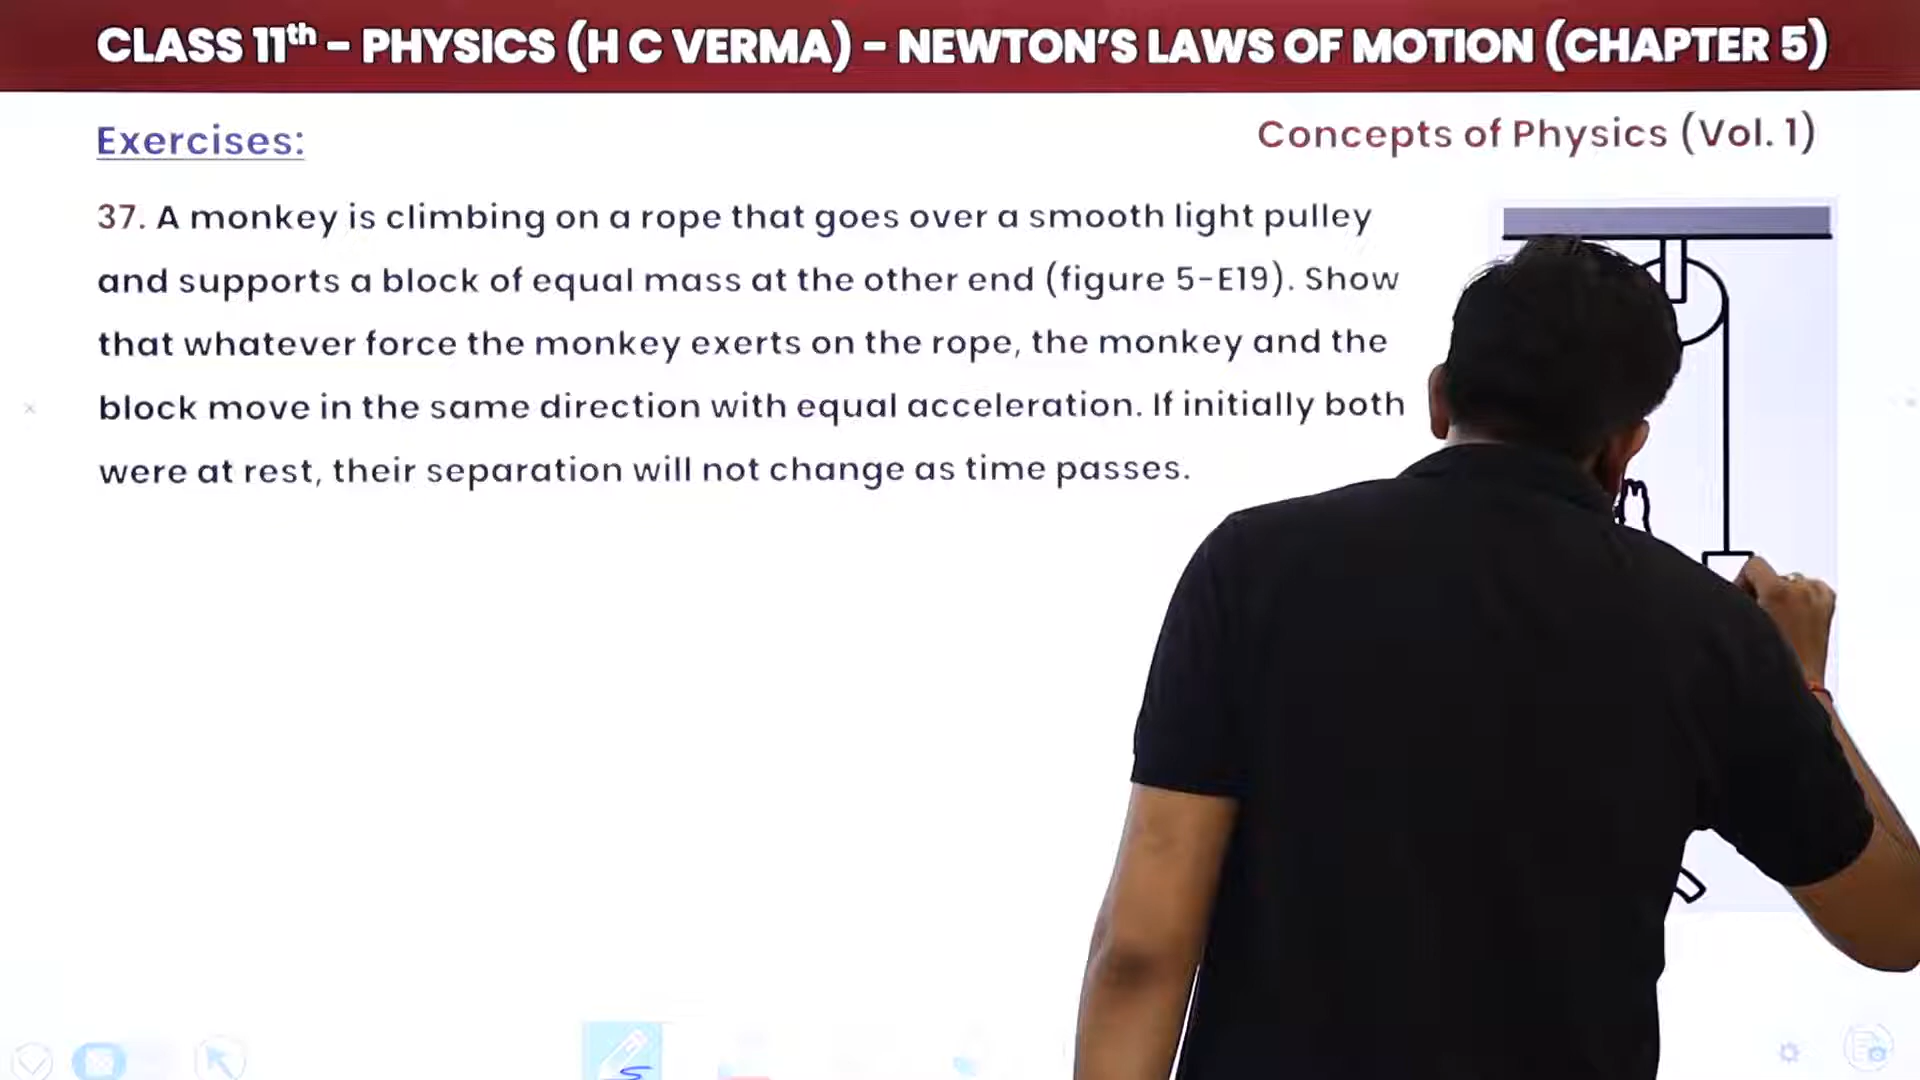 CLASS 11th – PHYSICS (H C VERMA) – NEWTON'S LAWS OF MOTION (CHAPTER 5)
Exercises:
Concepts of Physics (Vol. 1)
37. A monkey is climbing on a rope that goes over a smooth light pulley
and supports a block of equal mass at the other end (figure 5-E19). Show
that whatever force the monkey exerts on the rope, the monkey and the
block move in the same direction with equal acceleration. If initially both
were at rest, their separation will not change as time passes.